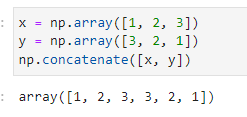 : x = np.array([1, 2, 3])
y = np.array([3, 2, 1])
np.concatenate([x, y])
: array([1, 2, 3, 3, 2, 1])